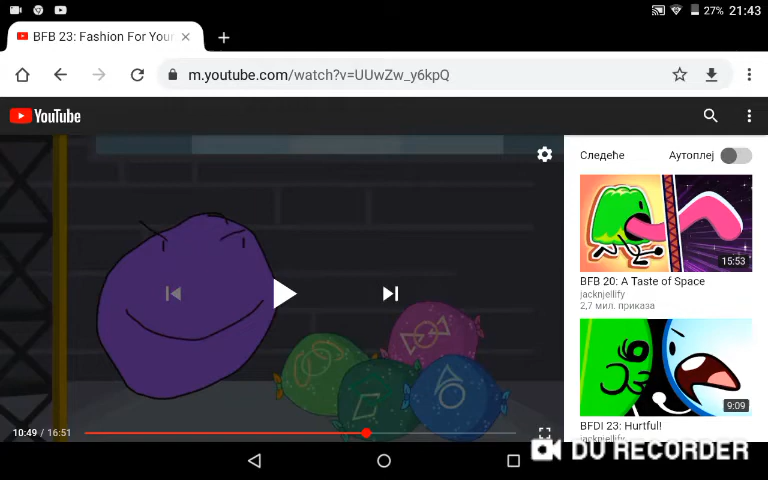 27% 21:43
BFB 23: Fashion For Your
m.youtube.com/watch?v=UUwZw_y6kpQ
YouTube
Следеће Аутоплеј
15:53
BFB 20: A Taste of Space
jacknjellify
2,7 мил. приказа
9:09
BFDI 23: Hurtful!
jacknjellify
10:49 / 16:51
DU RECORDER